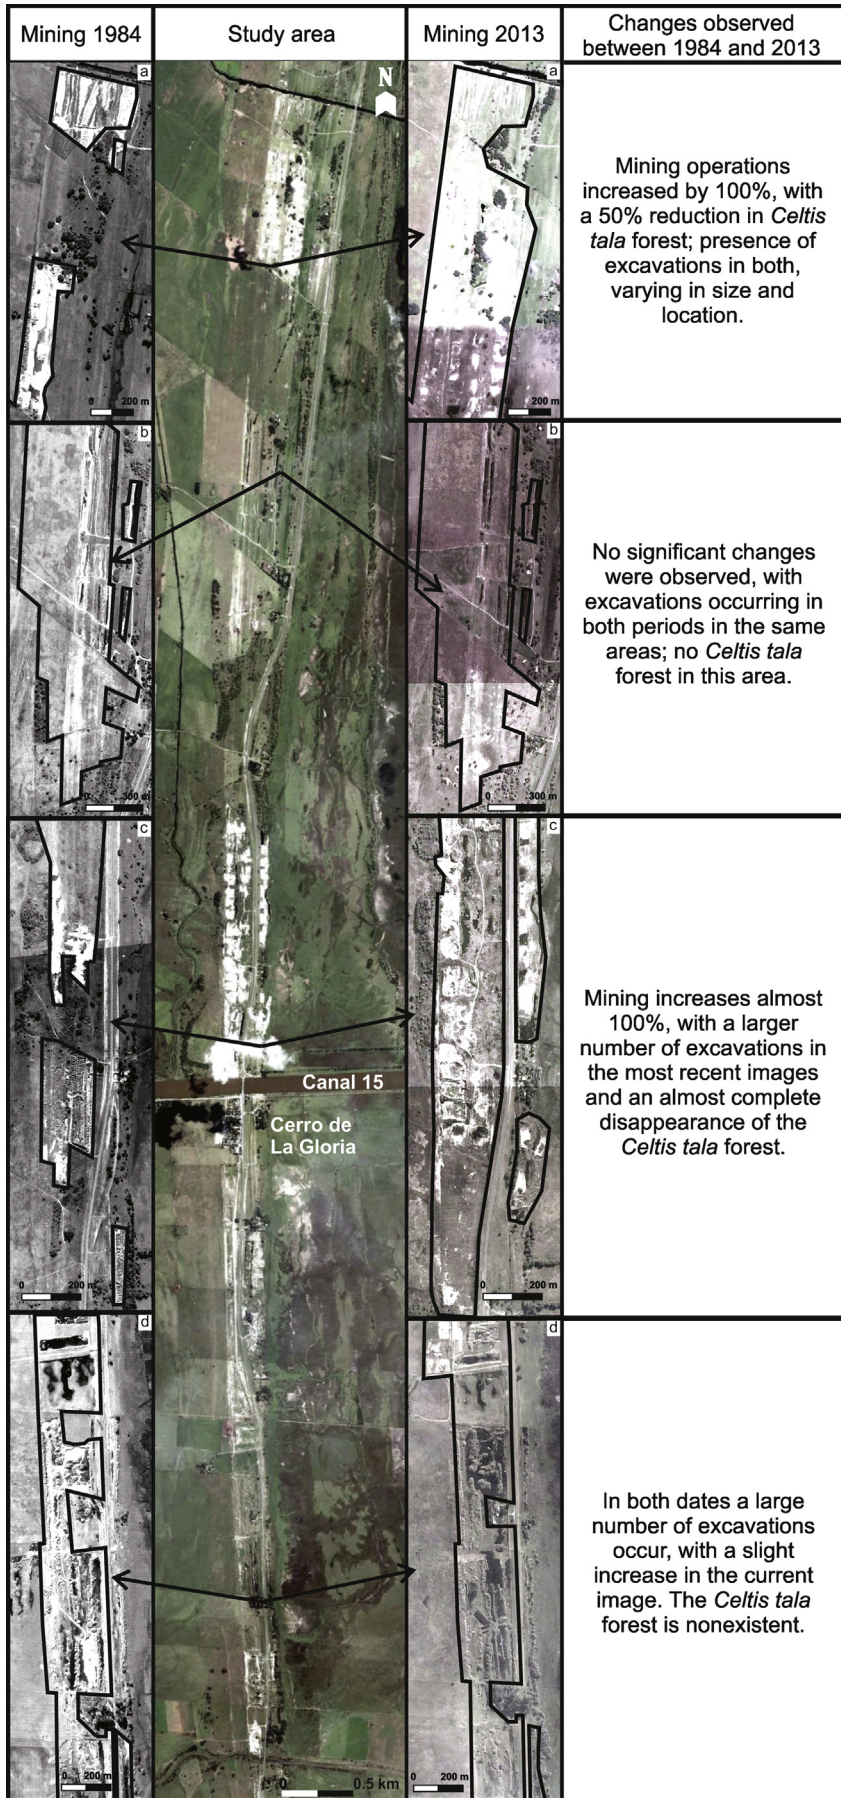 Mining 1984
Study area
Mining 2013
Changes observed
between 1984 and 2013
a
N
a
Mining operations
increased by 100%, with
a 50% reduction in Celtis
tala forest; presence of
excavations in both,
varying in size and
location.
0 200 m
0 200 m
b
b
No significant changes
were observed, with
excavations occurring in
both periods in the same
areas; no Celtis tala
forest in this area.
0 300 m
0 300 m
c
c
Mining increases almost
100%, with a larger
number of excavations in
the most recent images
and an almost complete
disappearance of the
Celtis tala forest.
Canal 15
Cerro de
La Gloria
0 200 m
0 200 m
d
d
In both dates a large
number of excavations
occur, with a slight
increase in the current
image. The Celtis tala
forest is nonexistent.
0 200 m
0 0.5 km
0 200 m